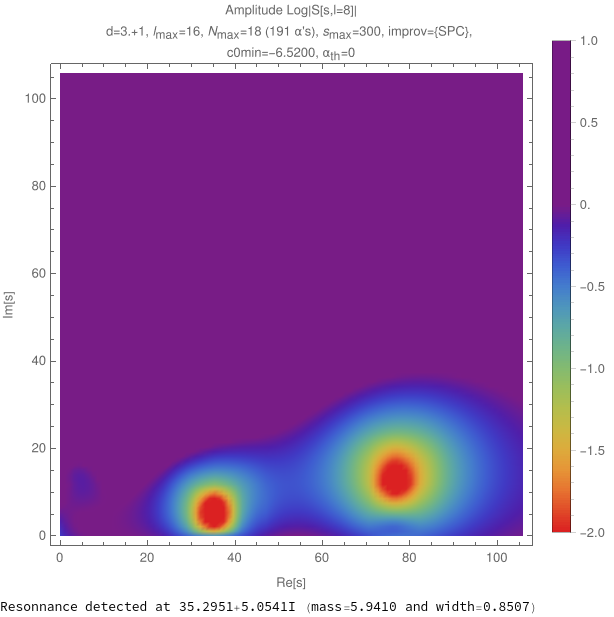 Amplitude Log|S[s,l=8]|
d=3.+1, lmax=16, Nmax=18 (191 α's), smax=300, improv={SPC},
c0min=−6.5200, αth=0
1.0
0.5
0.
−0.5
−1.0
−1.5
−2.0
100
80
60
40
20
0
Im[s]
0 20 40 60 80 100
Re[s]
Resonnance detected at 35.2951+5.0541I (mass=5.9410 and width=0.8507)